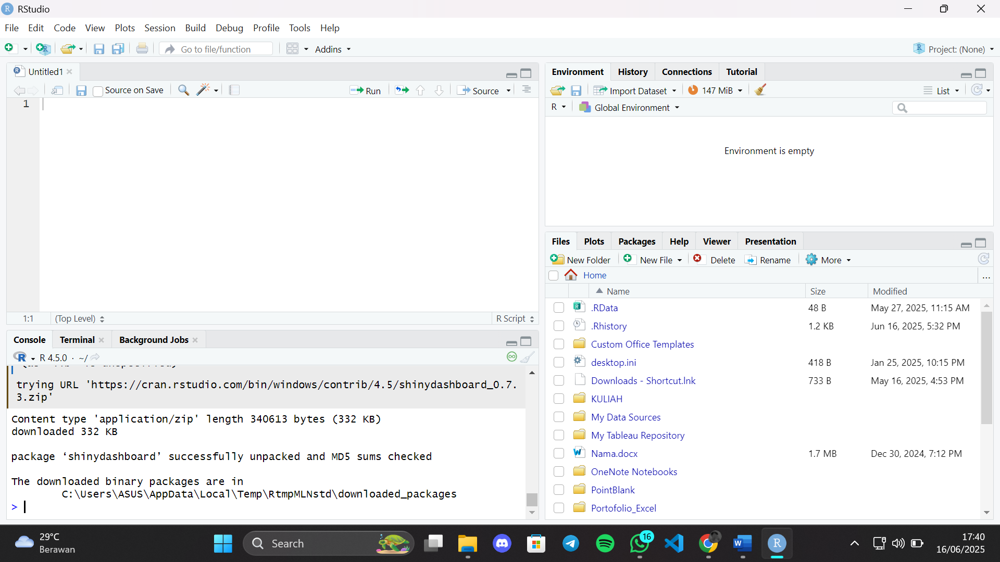 RStudio
File Edit Code View Plots Session Build Debug Profile Tools Help
Go to file/function Addins Project: (None)
Untitled1
Source on Save Run Source
1
1:1 (Top Level) R Script
Console Terminal Background Jobs
R 4.5.0 · ~/
trying URL 'https://cran.rstudio.com/bin/windows/contrib/4.5/shinydashboard_0.7.
3.zip'
Content type 'application/zip' length 340613 bytes (332 KB)
downloaded 332 KB
package ‘shinydashboard’ successfully unpacked and MD5 sums checked
The downloaded binary packages are in
C:\Users\ASUS\AppData\Local\Temp\RtmpMLNstd\downloaded_packages
>
Environment History Connections Tutorial
Import Dataset 147 MiB List
R Global Environment
Environment is empty
Files Plots Packages Help Viewer Presentation
New Folder New File Delete Rename More
Home ...
Name Size Modified
.RData 48 B May 27, 2025, 11:15 AM
.Rhistory 1.2 KB Jun 16, 2025, 5:32 PM
Custom Office Templates
desktop.ini 418 B Jan 25, 2025, 10:15 PM
Downloads - Shortcut.lnk 733 B May 16, 2025, 4:53 PM
KULIAH
My Data Sources
My Tableau Repository
Nama.docx 1.7 MB Dec 30, 2024, 7:12 PM
OneNote Notebooks
PointBlank
Portofolio_Excel
29°C
Berawan
Search
16
17:40
16/06/2025